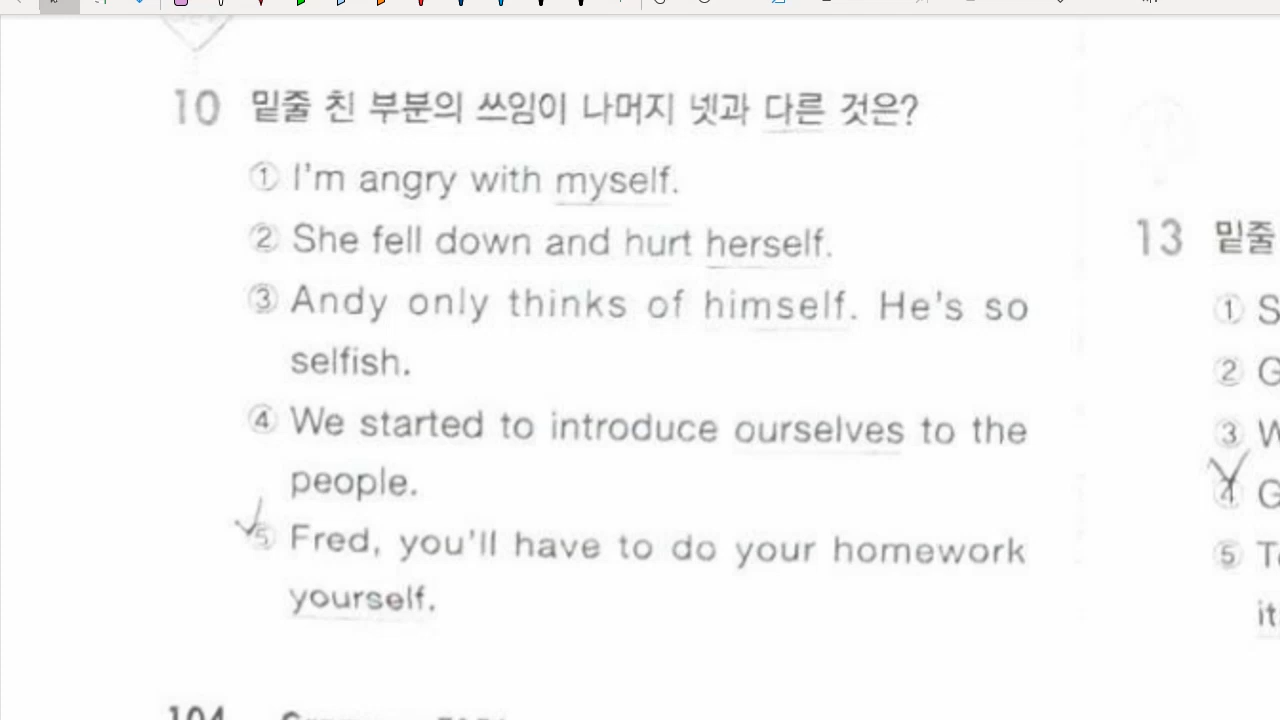 10 밑줄 친 부분의 쓰임이 나머지 넷과 다른 것은?
① I'm angry with myself.
② She fell down and hurt herself.
③ Andy only thinks of himself. He's so
selfish.
④ We started to introduce ourselves to the
people.
⑤ Fred, you'll have to do your homework
yourself.
104
13 밑줄
① S
② G
③ W
④ G
⑤ T
it